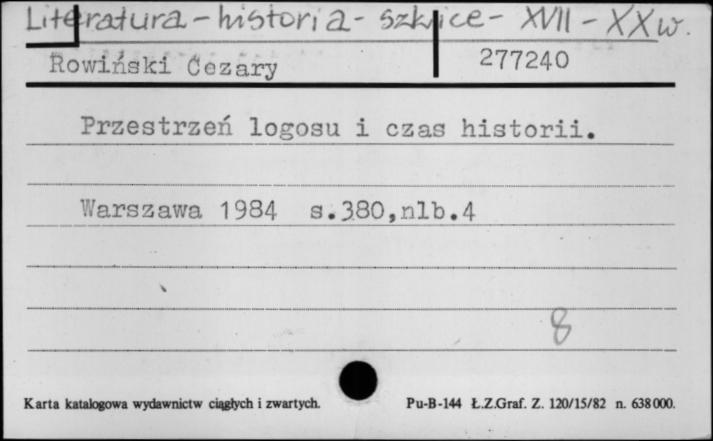 Literatura - historia - szkice - XVII - XX w.
Rowiński Cezary 277240
Przestrzeń logosu i czas historii.
Warszawa 1984 s.380,nlb.4
8
Karta katalogowa wydawnictw ciągłych i zwartych. Pu-B-144 Ł.Z.Graf. Z. 120/15/82 n. 638000.